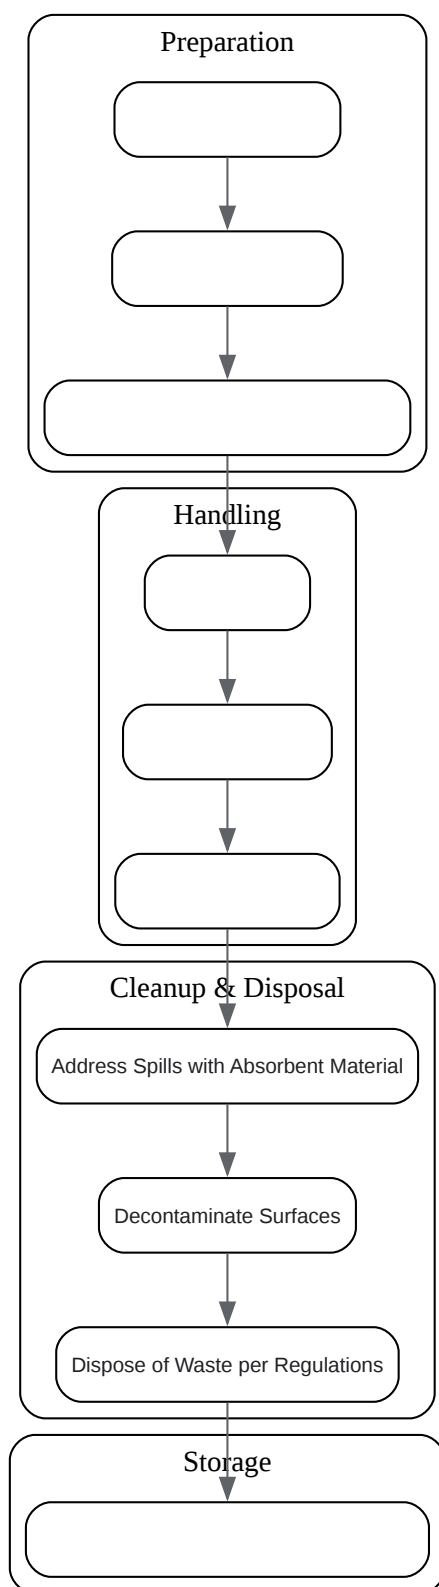 Preparation
Handling
Cleanup & Disposal
Address Spills with Absorbent Material
Decontaminate Surfaces
Dispose of Waste per Regulations
Storage